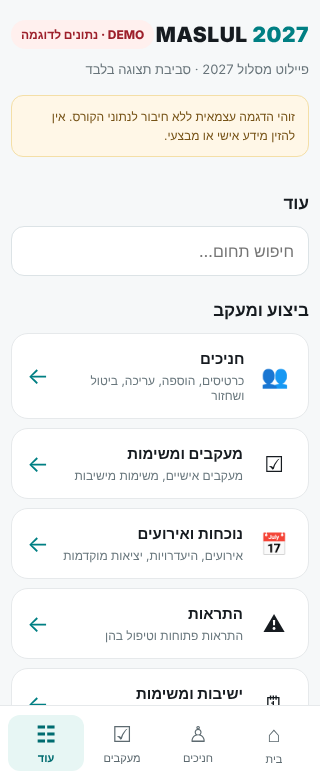 MASLUL 2027
DEMO · נתונים לדוגמה
פיילוט מסלול 2027 · סביבת תצוגה בלבד
זוהי הדגמה עצמאית ללא חיבור לנתוני הקורס. אין
להזין מידע אישי או מבצעי.
עוד
חיפוש תחום...
ביצוע ומעקב
חניכים
כרטיסים, הוספה, עריכה, ביטול
ושחזור
מעקבים ומשימות
מעקבים אישיים, משימות מישיבות
נוכחות ואירועים
אירועים, היעדרויות, יציאות מוקדמות
התראות
התראות פתוחות וטיפול בהן
ישיבות ומשימות
בית
חניכים
מעקבים
עוד